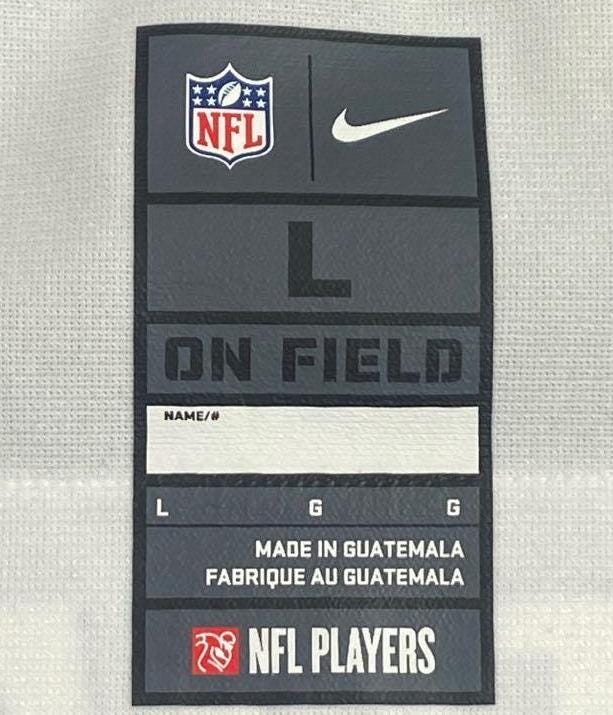 NFL
L
ON FIELD
NAME/#
L G G
MADE IN GUATEMALA
FABRIQUE AU GUATEMALA
NFL PLAYERS